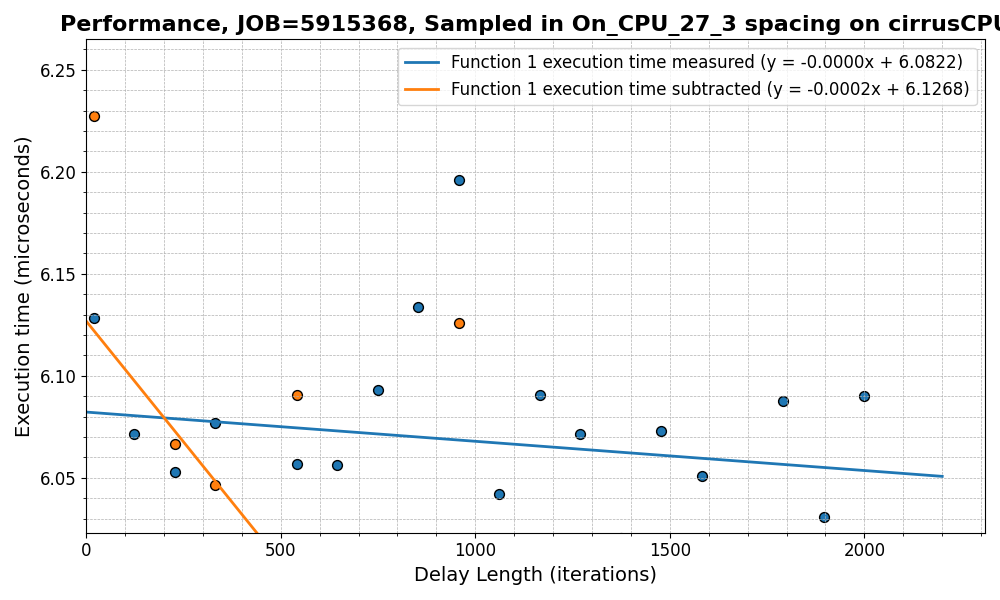 Performance, JOB=5915368, Sampled in On_CPU_27_3 spacing on cirrusCPU
Function 1 execution time measured (y = -0.0000x + 6.0822)
Function 1 execution time subtracted (y = -0.0002x + 6.1268)
6.25
6.20
6.15
6.10
6.05
Execution time (microseconds)
0 500 1000 1500 2000
Delay Length (iterations)